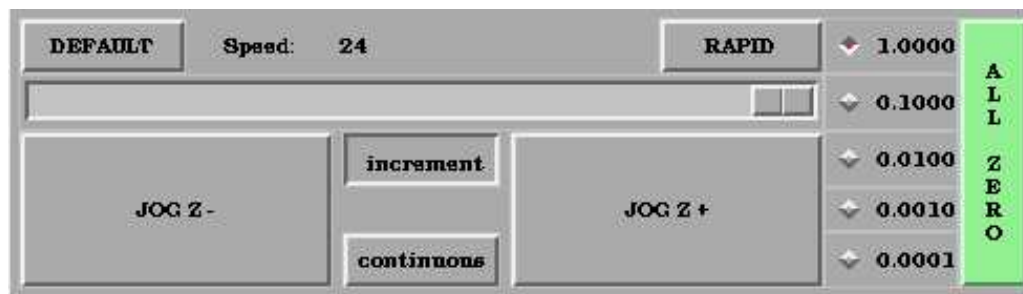 DEFAULT Speed: 24 RAPID
1.0000
0.1000
0.0100
0.0010
0.0001
increment
JOG Z - JOG Z +
continuous
ALL ZERO